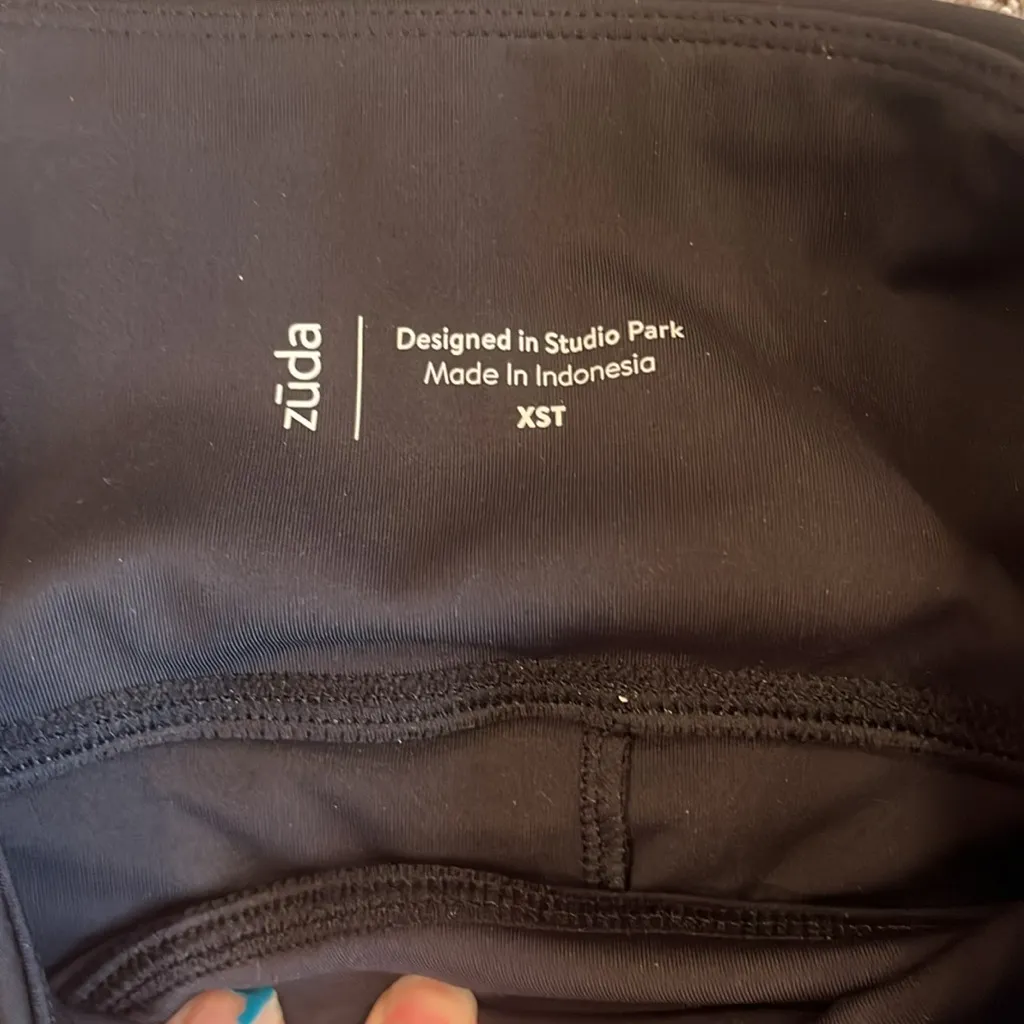 zūda
Designed in Studio Park
Made In Indonesia
XST